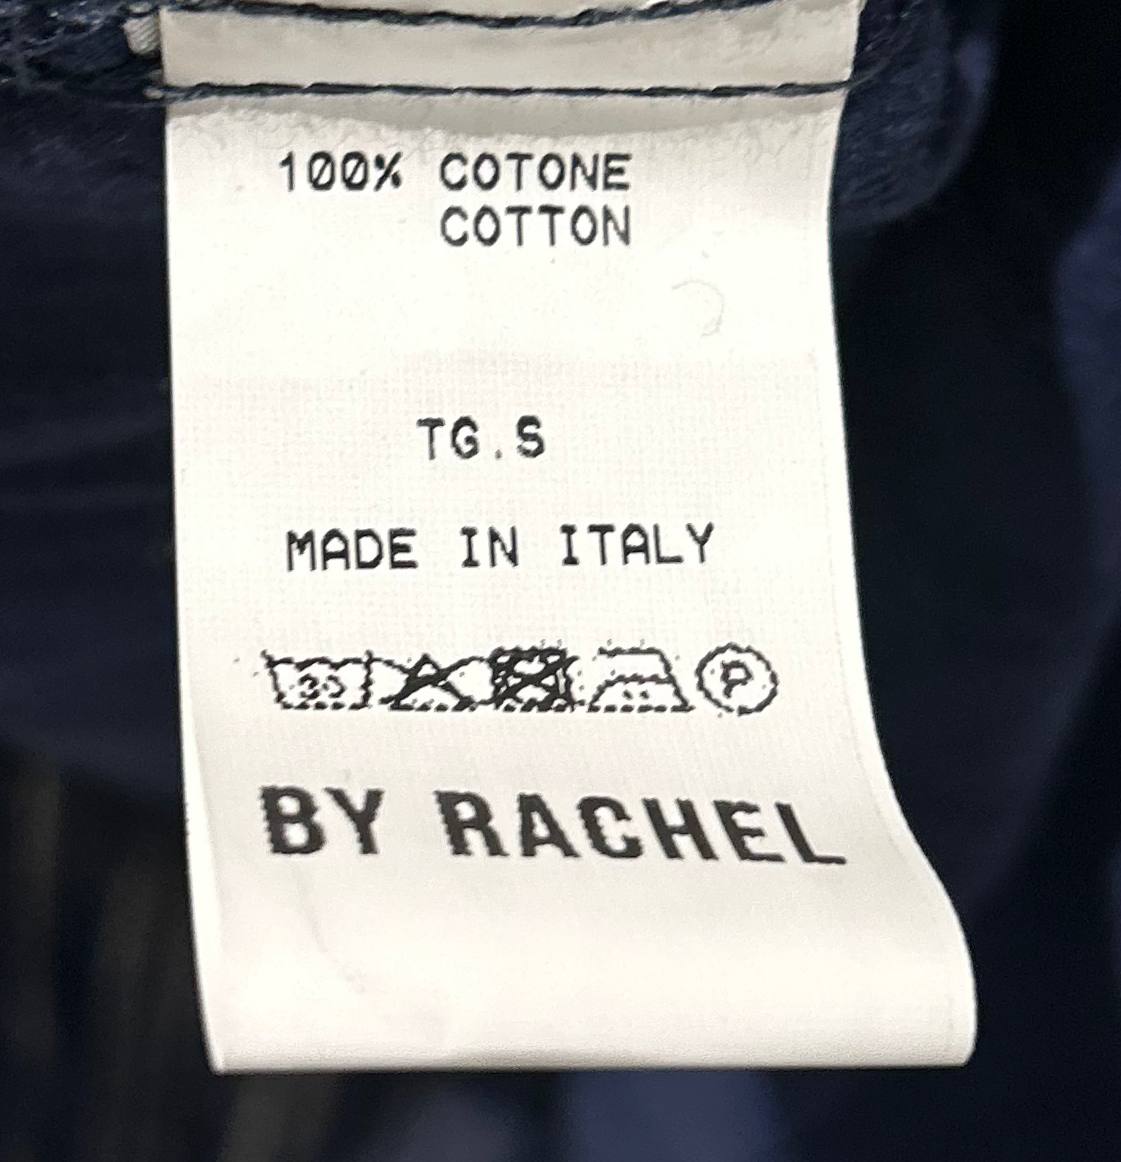 100% COTONE
COTTON
TG.S
MADE IN ITALY
30 P
BY RACHEL